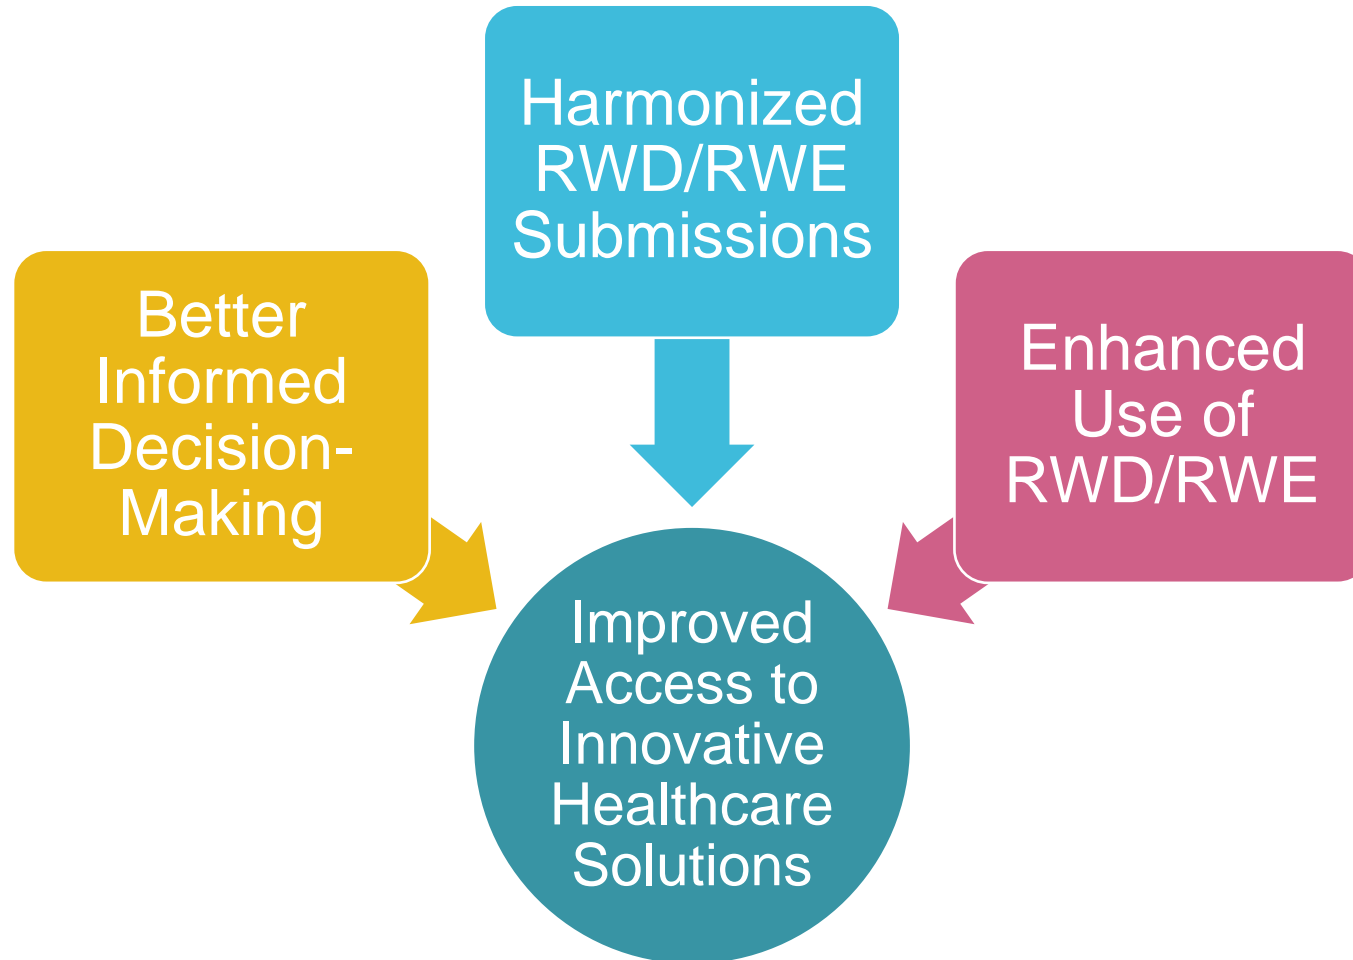 Harmonized
RWD/RWE
Submissions
Better
Informed
Decision-
Making
Enhanced
Use of
RWD/RWE
Improved
Access to
Innovative
Healthcare
Solutions